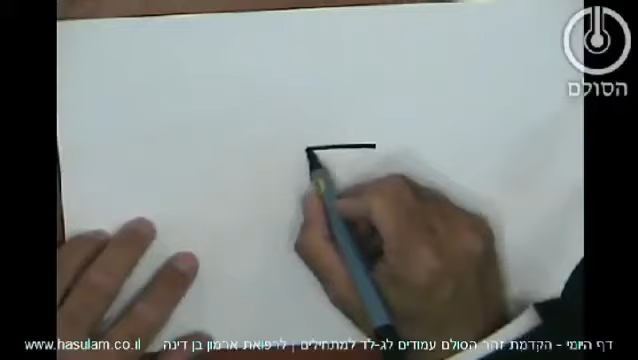 הסולם
דף היומי - הקדמת זהר הסולם עמודים לג-לד למתחילים | לרפואת ארמון בן דינה www.hasulam.co.il